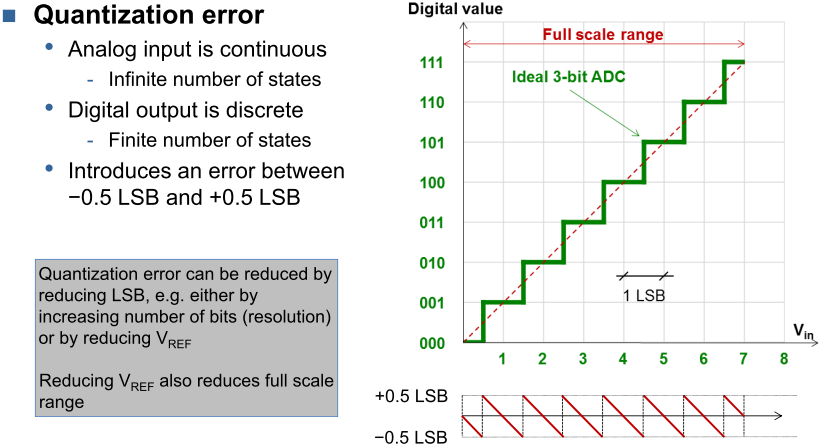 Quantization error
Analog input is continuous
- Infinite number of states
Digital output is discrete
- Finite number of states
Introduces an error between
−0.5 LSB and +0.5 LSB
Quantization error can be reduced by
reducing LSB, e.g. either by
increasing number of bits (resolution)
or by reducing VREF
Reducing VREF also reduces full scale
range
Digital value
Full scale range
Ideal 3-bit ADC
111
110
101
100
011
010
001
000
1 LSB
Vin
1 2 3 4 5 6 7 8
+0.5 LSB
−0.5 LSB